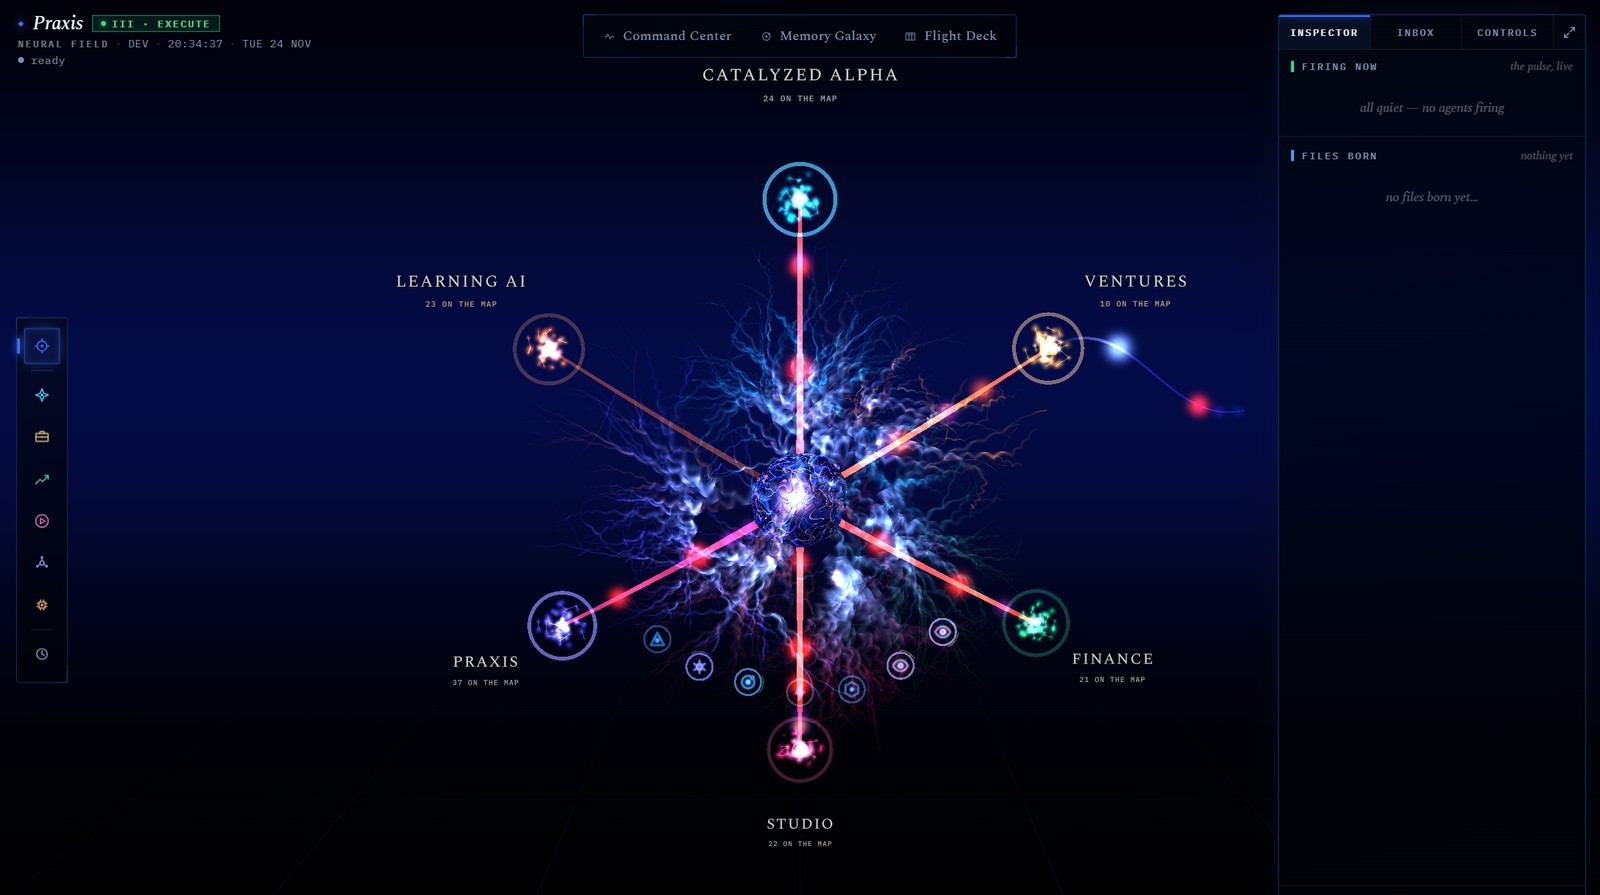 Praxis
III · EXECUTE
NEURAL FIELD · DEV · 20:34:37 · TUE 24 NOV
ready
Command Center
Memory Galaxy
Flight Deck
CATALYZED ALPHA
24 ON THE MAP
LEARNING AI
23 ON THE MAP
VENTURES
10 ON THE MAP
PRAXIS
37 ON THE MAP
FINANCE
21 ON THE MAP
STUDIO
22 ON THE MAP
INSPECTOR
INBOX
CONTROLS
FIRING NOW
the pulse, live
all quiet — no agents firing
FILES BORN
nothing yet
no files born yet...